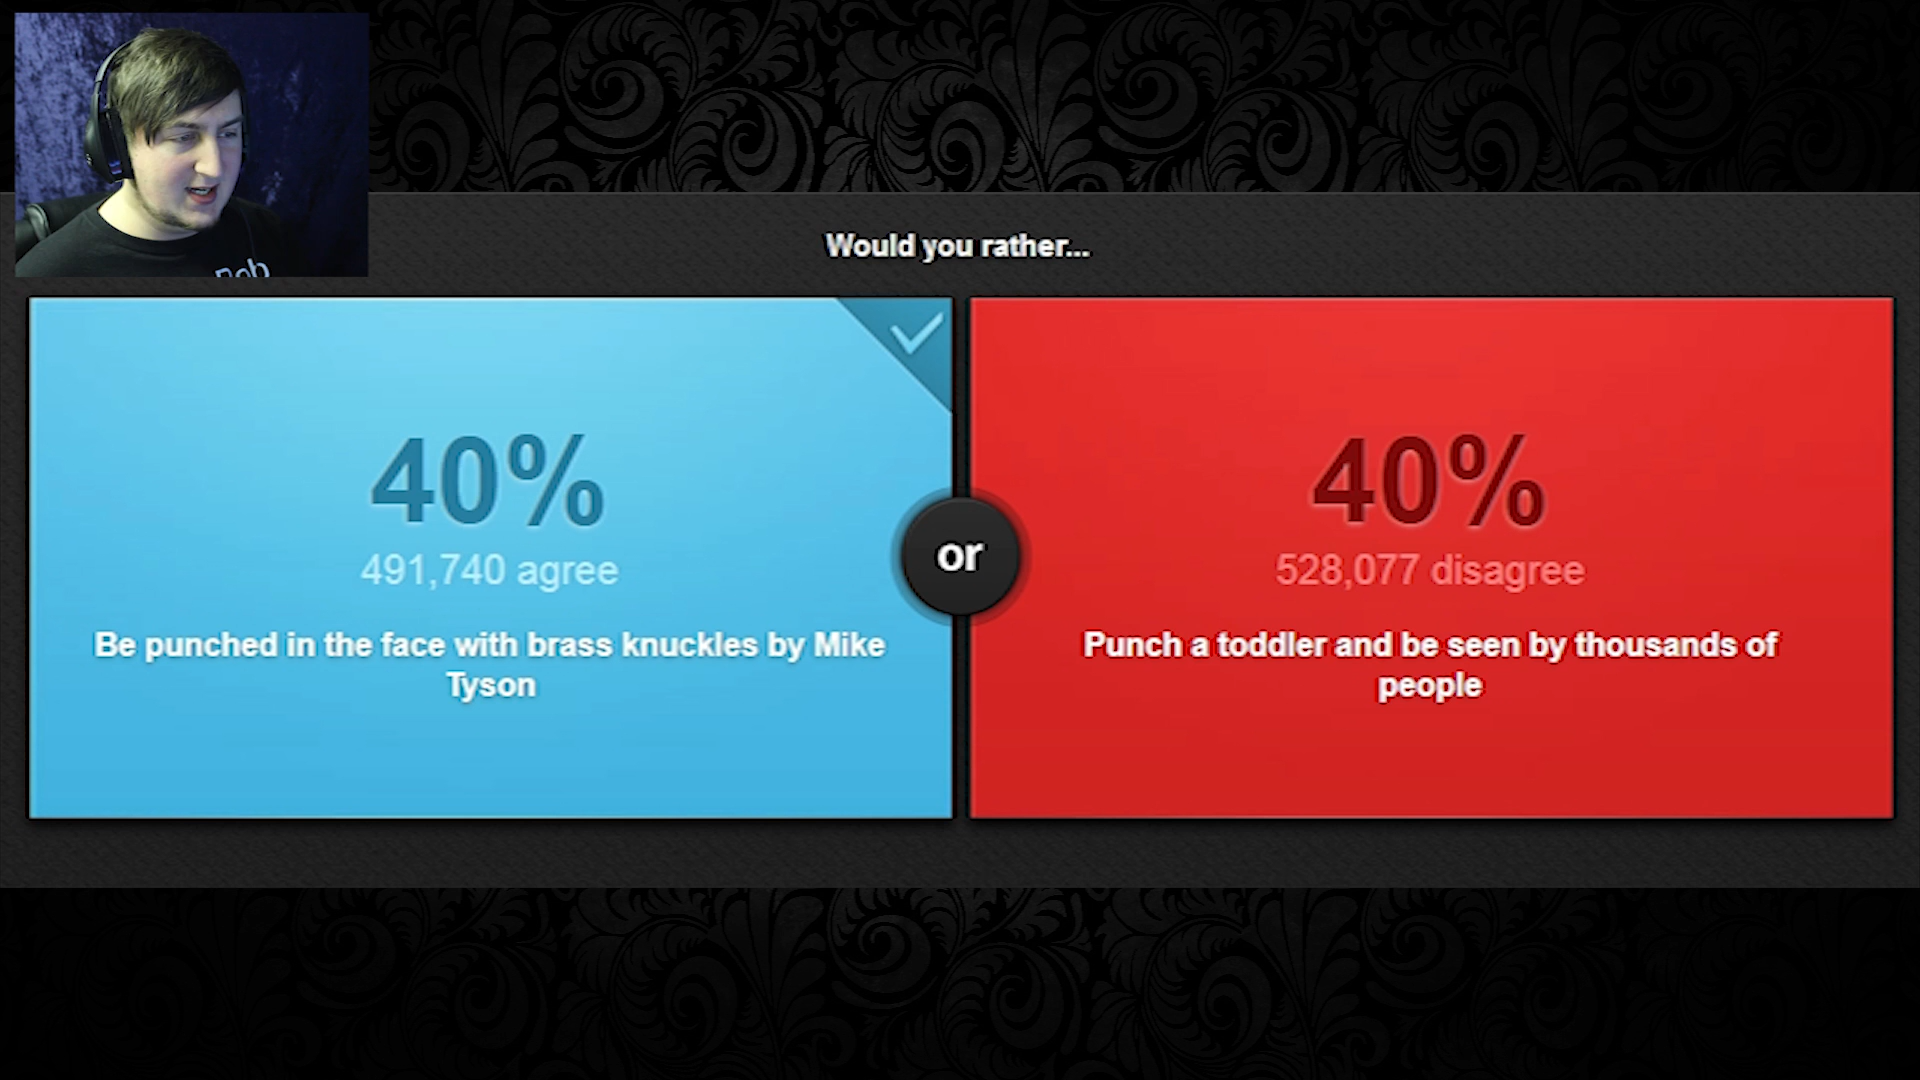 Would you rather...
40%
491,740 agree
Be punched in the face with brass knuckles by Mike
Tyson
or
40%
528,077 disagree
Punch a toddler and be seen by thousands of
people